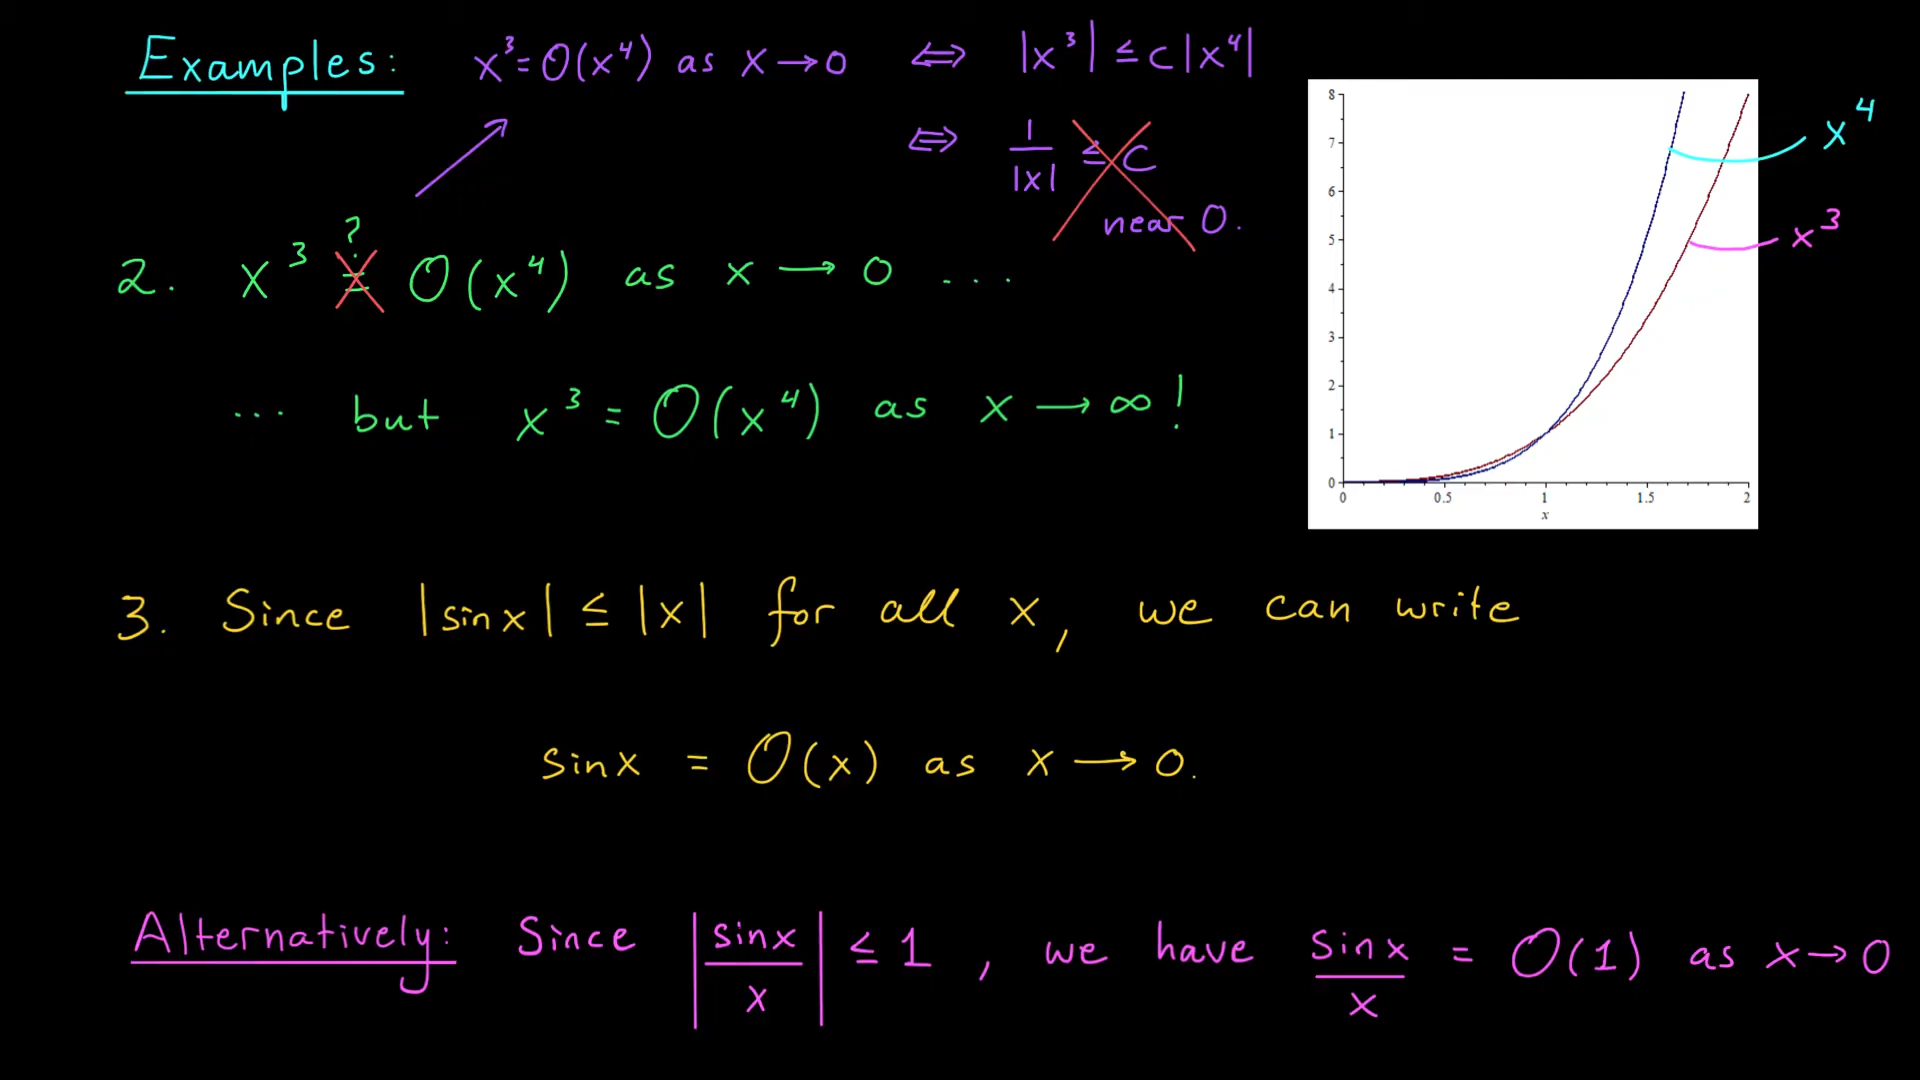 Examples: x³ = O(x⁴) as x → 0 ⇔ |x³| ≤ C|x⁴|
⇔ 1/|x| ≤ C
near 0.
2. x³ ?= O(x⁴) as x → 0 ...
... but x³ = O(x⁴) as x → ∞!
8
7
6
5
4
3
2
1
0
0 0.5 1 1.5 2
x
x⁴
x³
3. Since |sin x| ≤ |x| for all x, we can write
sin x = O(x) as x → 0.
Alternatively: Since |sin x / x| ≤ 1, we have sin x / x = O(1) as x → 0